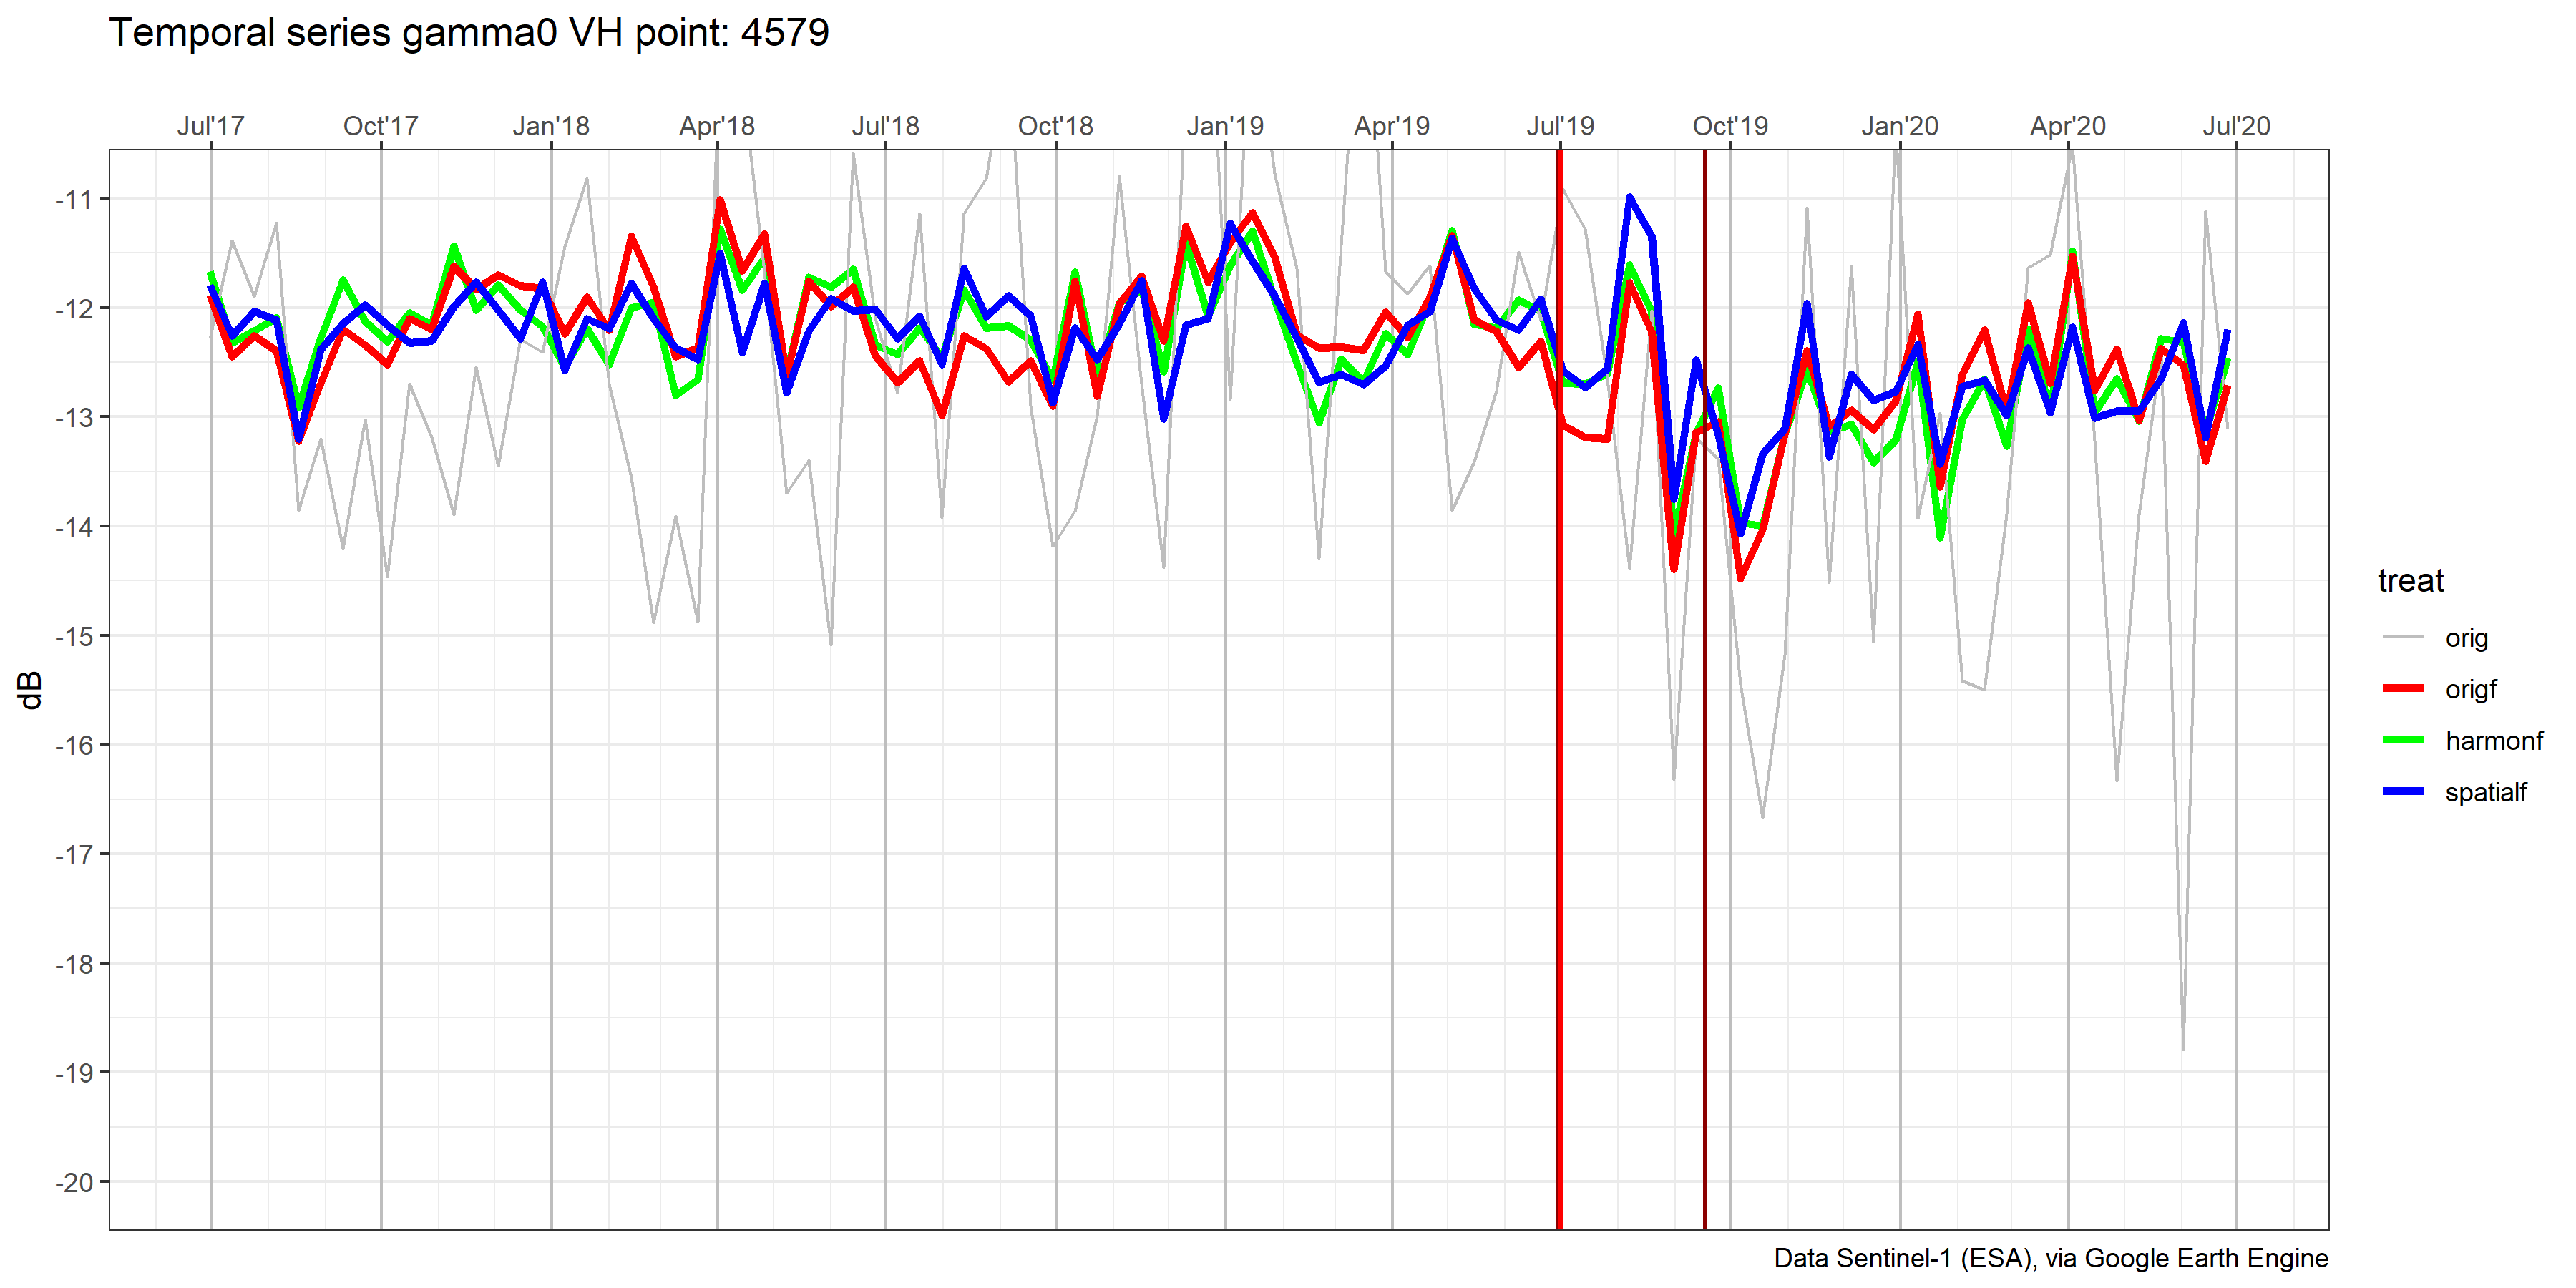 Temporal series gamma0 VH point: 4579
Jul'17 Oct'17 Jan'18 Apr'18 Jul'18 Oct'18 Jan'19 Apr'19 Jul'19 Oct'19 Jan'20 Apr'20 Jul'20
-11
-12
-13
-14
-15
-16
-17
-18
-19
-20
dB
treat
orig
origf
harmonf
spatialf
Data Sentinel-1 (ESA), via Google Earth Engine